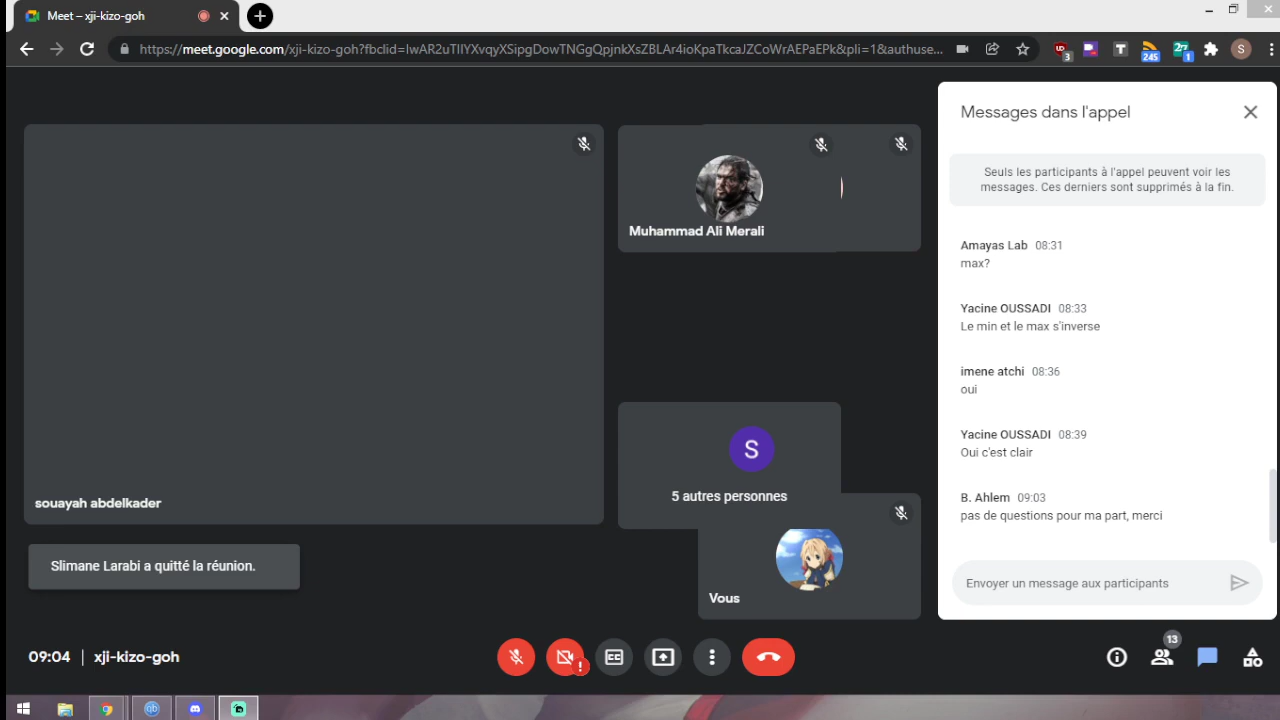 Meet – xji-kizo-goh
https://meet.google.com/xji-kizo-goh?fbclid=IwAR2uTIlYXvqyXSipgDowTNGgQpjnkXsZBLAr4ioKpaTkcaJZCoWrAEPaEPk&pli=1&authuse...
3
T
245
1
S
Messages dans l'appel
Seuls les participants à l'appel peuvent voir les
messages. Ces derniers sont supprimés à la fin.
Amayas Lab 08:31
max?
Yacine OUSSADI 08:33
Le min et le max s'inverse
imene atchi 08:36
oui
Yacine OUSSADI 08:39
Oui c'est clair
B. Ahlem 09:03
pas de questions pour ma part, merci
Envoyer un message aux participants
Muhammad Ali Merali
souayah abdelkader
S
5 autres personnes
Vous
Slimane Larabi a quitté la réunion.
09:04 | xji-kizo-goh
CC
!
13
qb